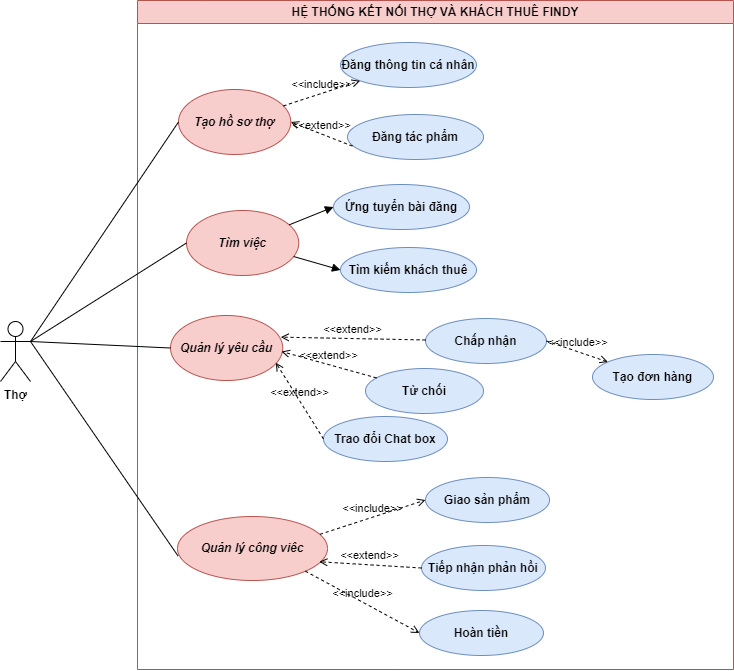 HỆ THỐNG KẾT NỐI THỢ VÀ KHÁCH THUÊ FINDY
Đăng thông tin cá nhân
<<include>>
Tạo hồ sơ thợ
<<extend>>
Đăng tác phẩm
Ứng tuyển bài đăng
Tìm việc
Tìm kiếm khách thuê
Quản lý yêu cầu
<<extend>>
Chấp nhận
<<include>>
<<extend>>
Tạo đơn hàng
Từ chối
<<extend>>
Thợ
Trao đổi Chat box
Giao sản phẩm
<<include>>
Quản lý công viêc
<<extend>>
Tiếp nhận phản hồi
<<include>>
Hoàn tiền